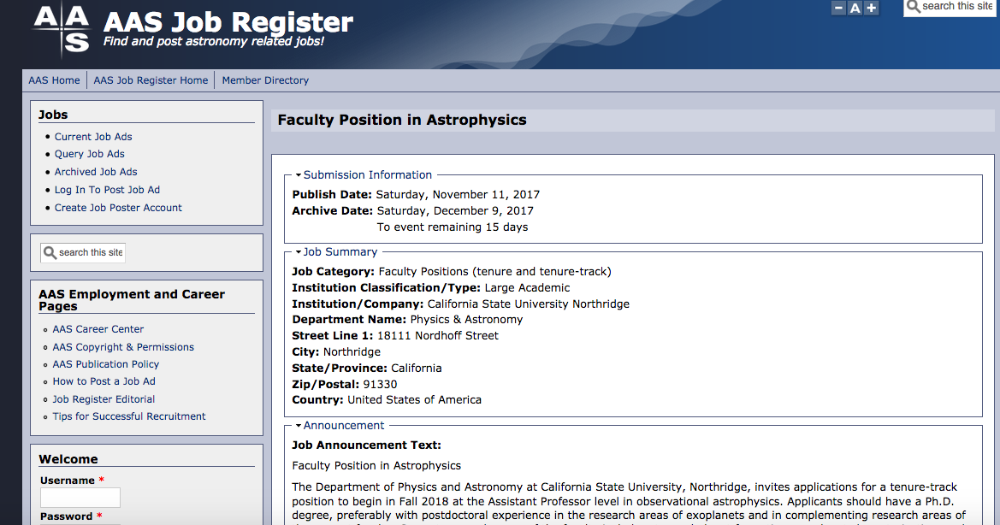 AAS
AAS Job Register
Find and post astronomy related jobs!
− A +
search this site
AAS Home
AAS Job Register Home
Member Directory
Jobs
Current Job Ads
Query Job Ads
Archived Job Ads
Log In To Post Job Ad
Create Job Poster Account
search this site
AAS Employment and Career
Pages
AAS Career Center
AAS Copyright & Permissions
AAS Publication Policy
How to Post a Job Ad
Job Register Editorial
Tips for Successful Recruitment
Welcome
Username *
Password *
Faculty Position in Astrophysics
Submission Information
Publish Date: Saturday, November 11, 2017
Archive Date: Saturday, December 9, 2017
To event remaining 15 days
Job Summary
Job Category: Faculty Positions (tenure and tenure-track)
Institution Classification/Type: Large Academic
Institution/Company: California State University Northridge
Department Name: Physics & Astronomy
Street Line 1: 18111 Nordhoff Street
City: Northridge
State/Province: California
Zip/Postal: 91330
Country: United States of America
Announcement
Job Announcement Text:
Faculty Position in Astrophysics
The Department of Physics and Astronomy at California State University, Northridge, invites applications for a tenure-track
position to begin in Fall 2018 at the Assistant Professor level in observational astrophysics. Applicants should have a Ph.D.
degree, preferably with postdoctoral experience in the research areas of exoplanets and in complementing research areas of